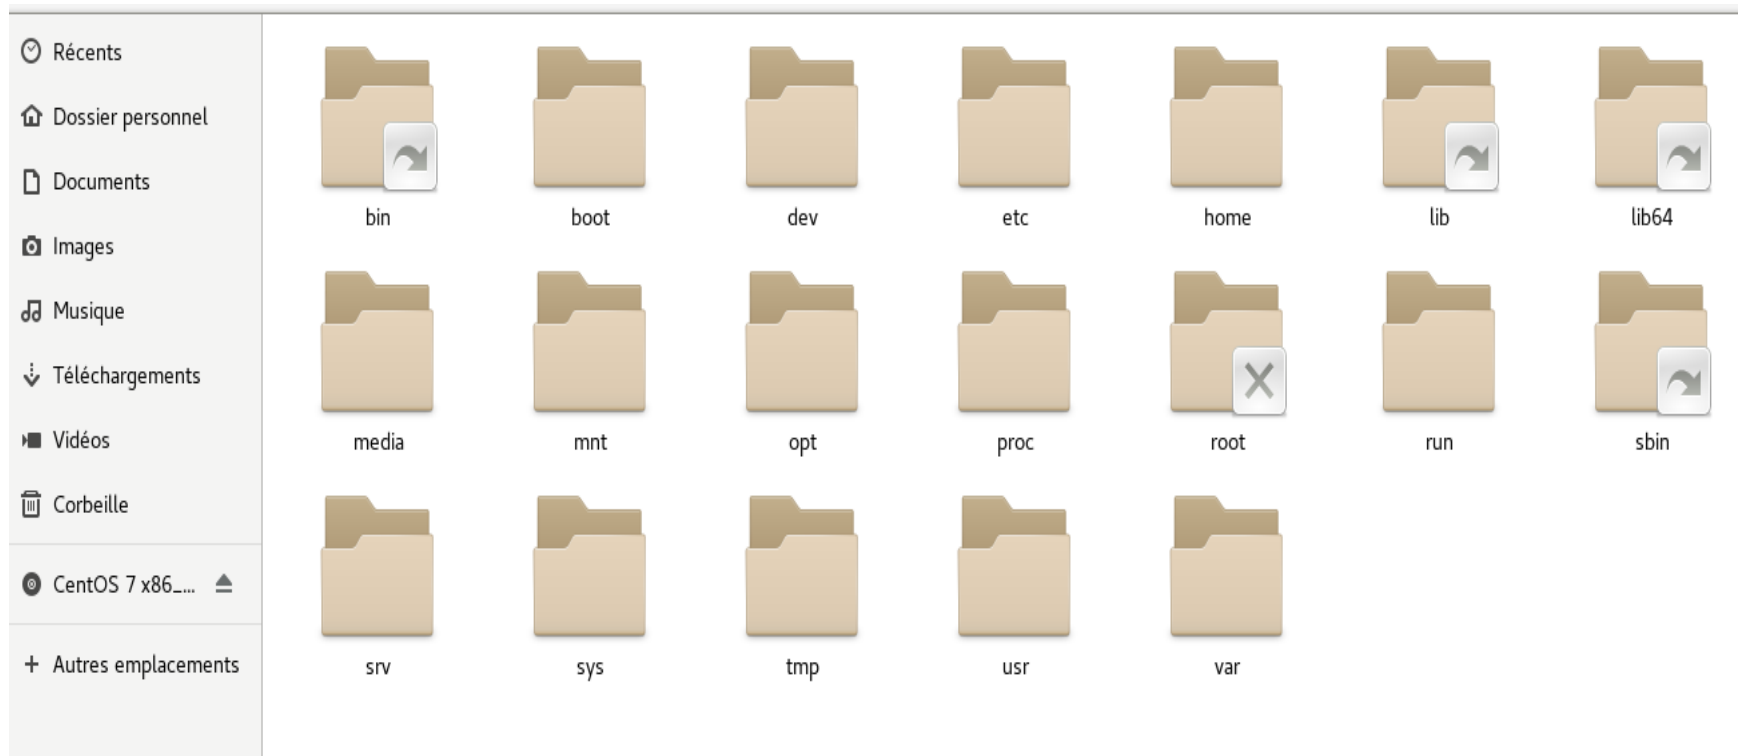 Récents
Dossier personnel
Documents
Images
Musique
Téléchargements
Vidéos
Corbeille
CentOS 7 x86_...
Autres emplacements
bin boot dev etc home lib lib64
media mnt opt proc root run sbin
srv sys tmp usr var